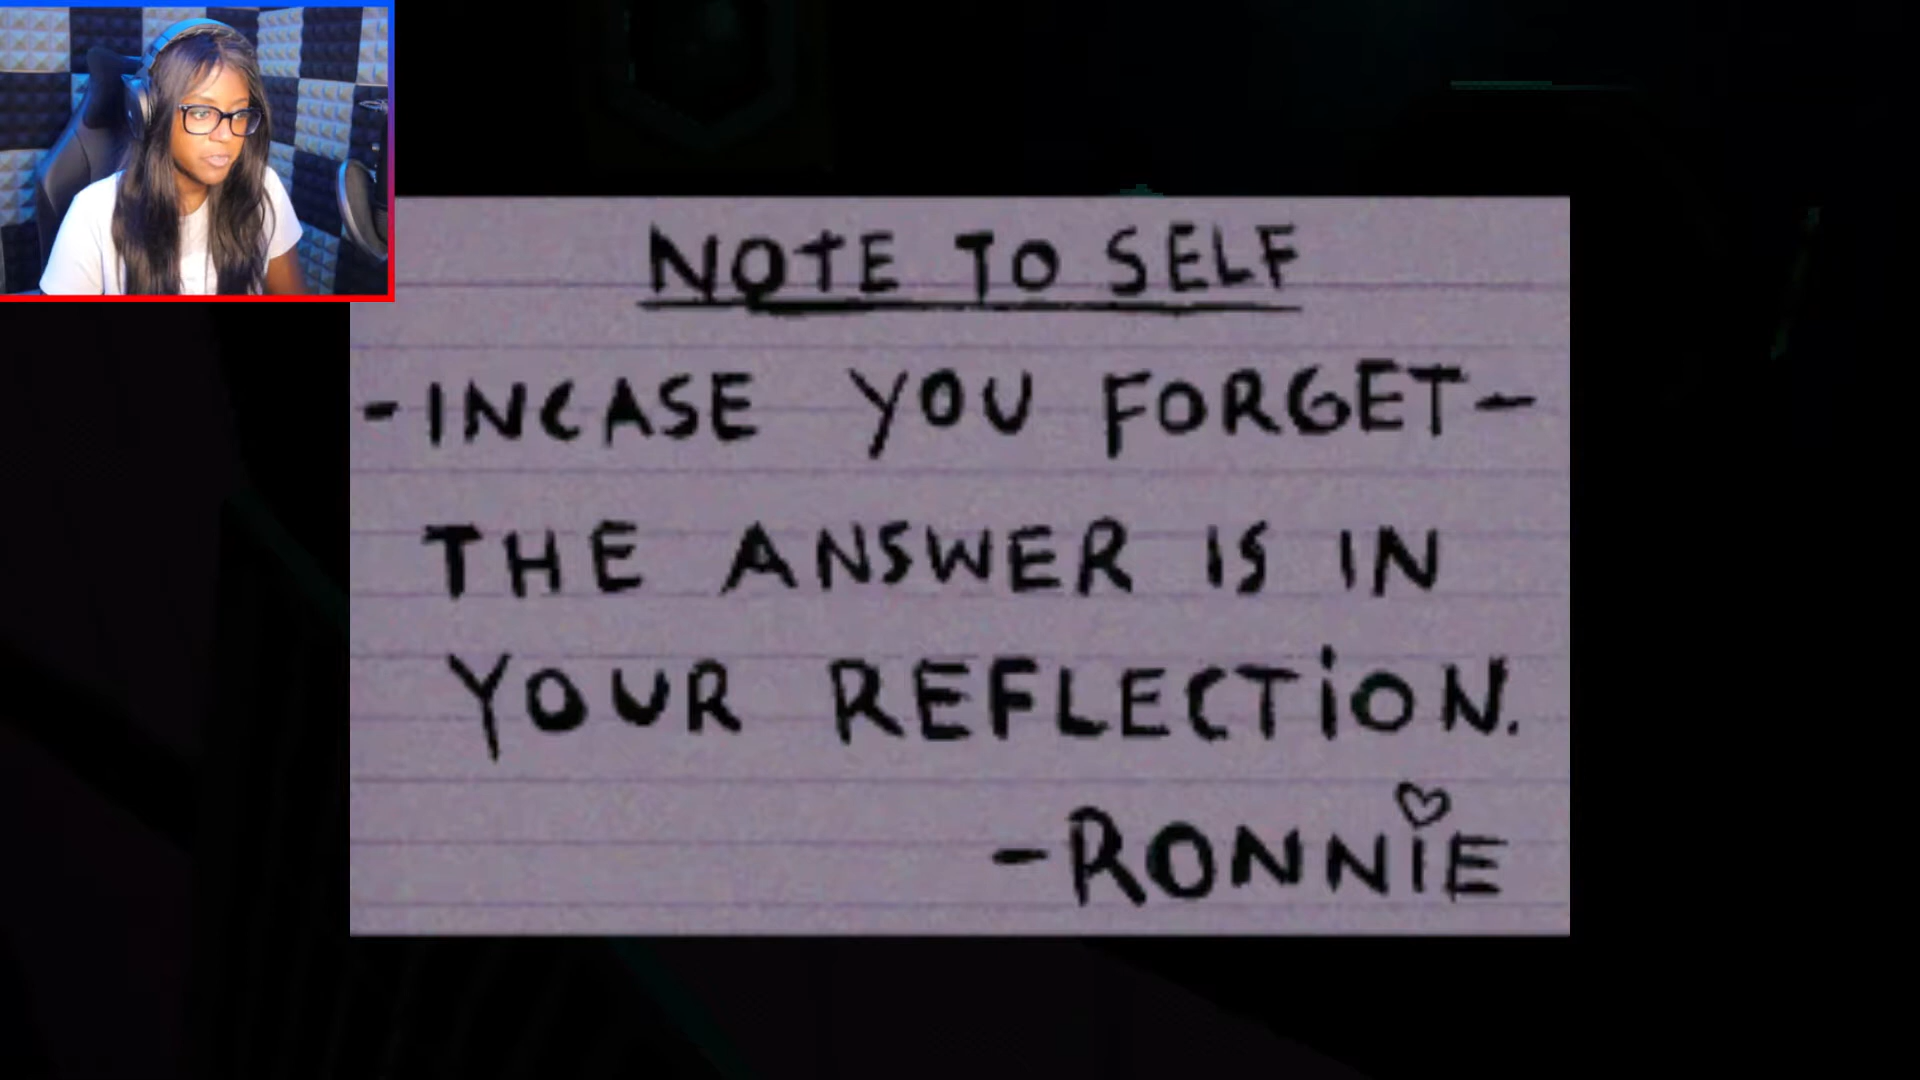 NOTE TO SELF
-INCASE YOU FORGET-
THE ANSWER IS IN
YOUR REFLECTION.
-RONNIE